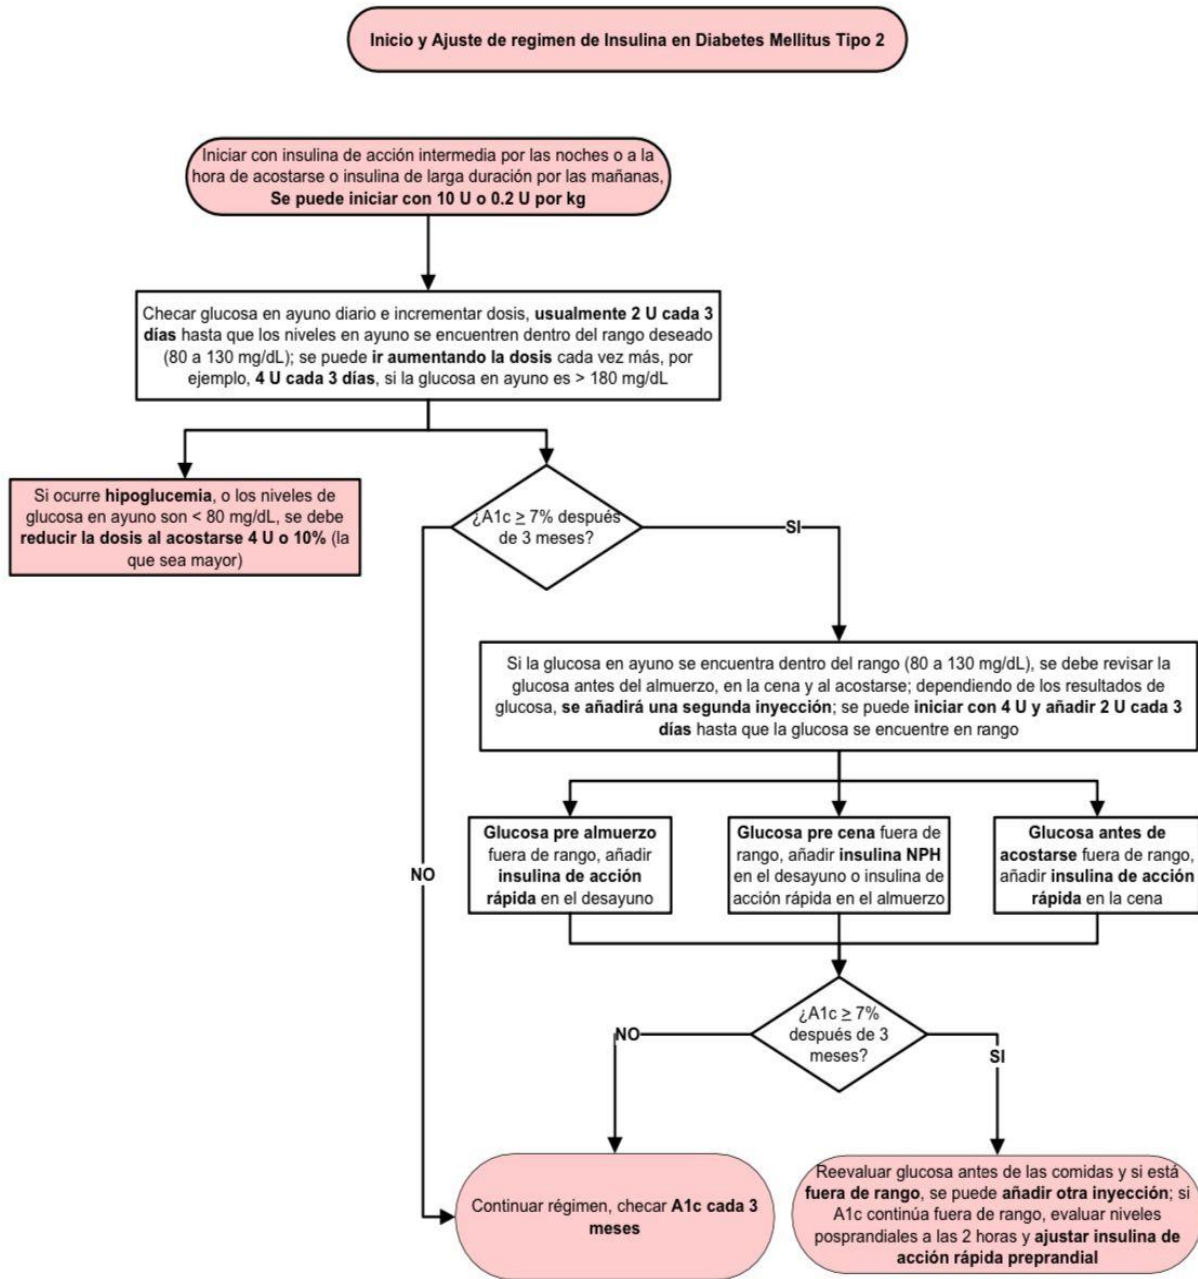 Inicio y Ajuste de regimen de Insulina en Diabetes Mellitus Tipo 2
Iniciar con insulina de acción intermedia por las noches o a la
hora de acostarse o insulina de larga duración por las mañanas,
Se puede iniciar con 10 U o 0.2 U por kg
Checar glucosa en ayuno diario e incrementar dosis, usualmente 2 U cada 3
días hasta que los niveles en ayuno se encuentren dentro del rango deseado
(80 a 130 mg/dL); se puede ir aumentando la dosis cada vez más, por
ejemplo, 4 U cada 3 días, si la glucosa en ayuno es > 180 mg/dL
Si ocurre hipoglucemia, o los niveles de
glucosa en ayuno son < 80 mg/dL, se debe
reducir la dosis al acostarse 4 U o 10% (la
que sea mayor)
¿A1c ≥ 7% después
de 3 meses?
SI
Si la glucosa en ayuno se encuentra dentro del rango (80 a 130 mg/dL), se debe revisar la
glucosa antes del almuerzo, en la cena y al acostarse; dependiendo de los resultados de
glucosa, se añadirá una segunda inyección; se puede iniciar con 4 U y añadir 2 U cada 3
días hasta que la glucosa se encuentre en rango
NO
Glucosa pre almuerzo
fuera de rango, añadir
insulina de acción
rápida en el desayuno
Glucosa pre cena fuera de
rango, añadir insulina NPH
en el desayuno o insulina de
acción rápida en el almuerzo
Glucosa antes de
acostarse fuera de rango,
añadir insulina de acción
rápida en la cena
¿A1c ≥ 7%
después de 3
meses?
NO
SI
Continuar régimen, checar A1c cada 3
meses
Reevaluar glucosa antes de las comidas y si está
fuera de rango, se puede añadir otra inyección; si
A1c continúa fuera de rango, evaluar niveles
posprandiales a las 2 horas y ajustar insulina de
acción rápida preprandial